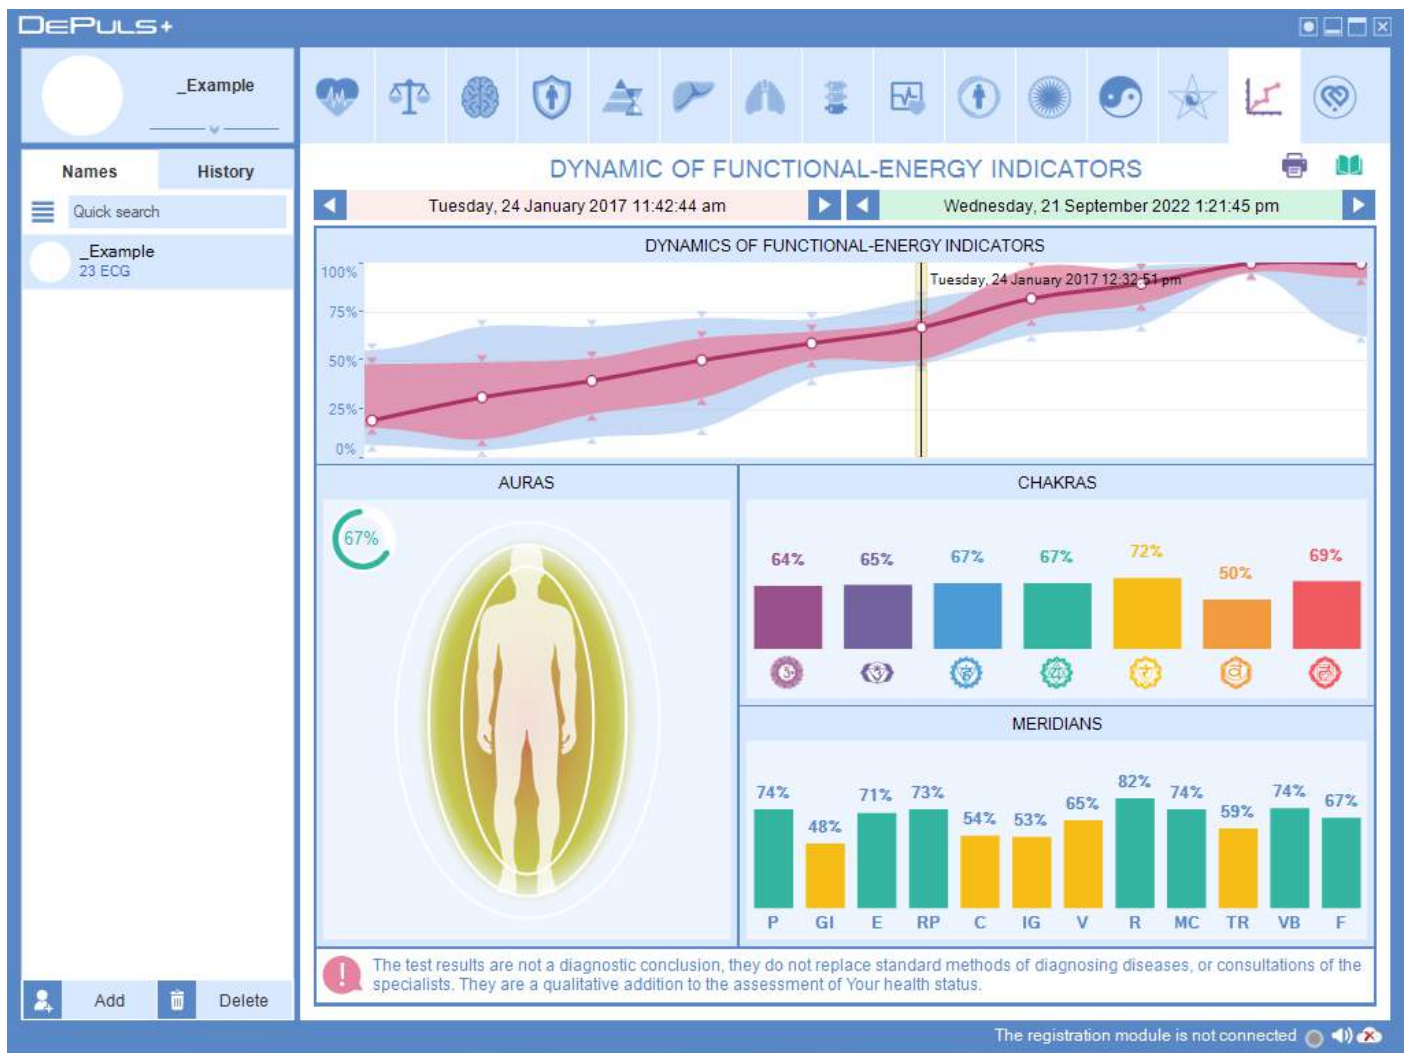 DEPULS+
_Example
Names
History
Quick search
_Example
23 ECG
Add
Delete
DYNAMIC OF FUNCTIONAL-ENERGY INDICATORS
Tuesday, 24 January 2017 11:42:44 am
Wednesday, 21 September 2022 1:21:45 pm
DYNAMICS OF FUNCTIONAL-ENERGY INDICATORS
100%
75%
50%
25%
0%
Tuesday, 24 January 2017 12:32:51 pm
AURAS
67%
CHAKRAS
64% 65% 67% 67% 72% 50% 69%
MERIDIANS
74% 48% 71% 73% 54% 53% 65% 82% 74% 59% 74% 67%
P GI E RP C IG V R MC TR VB F
The test results are not a diagnostic conclusion, they do not replace standard methods of diagnosing diseases, or consultations of the
specialists. They are a qualitative addition to the assessment of Your health status.
The registration module is not connected